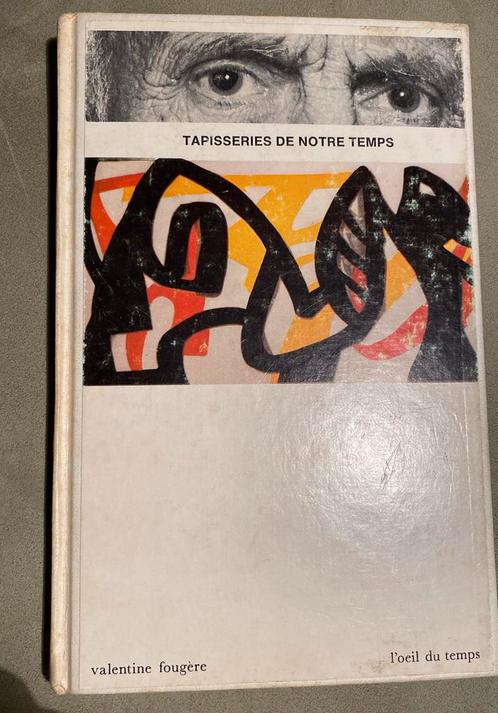 TAPISSERIES DE NOTRE TEMPS
valentine fougère
l'oeil du temps